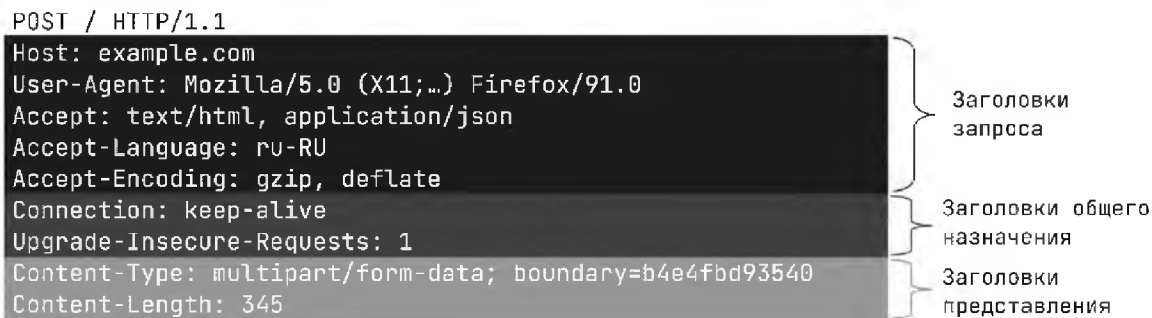 POST / HTTP/1.1
Host: example.com
User-Agent: Mozilla/5.0 (X11;…) Firefox/91.0
Accept: text/html, application/json
Accept-Language: ru-RU
Accept-Encoding: gzip, deflate
Заголовки
запроса
Connection: keep-alive
Upgrade-Insecure-Requests: 1
Заголовки общего
назначения
Content-Type: multipart/form-data; boundary=b4e4fbd93540
Content-Length: 345
Заголовки
представления